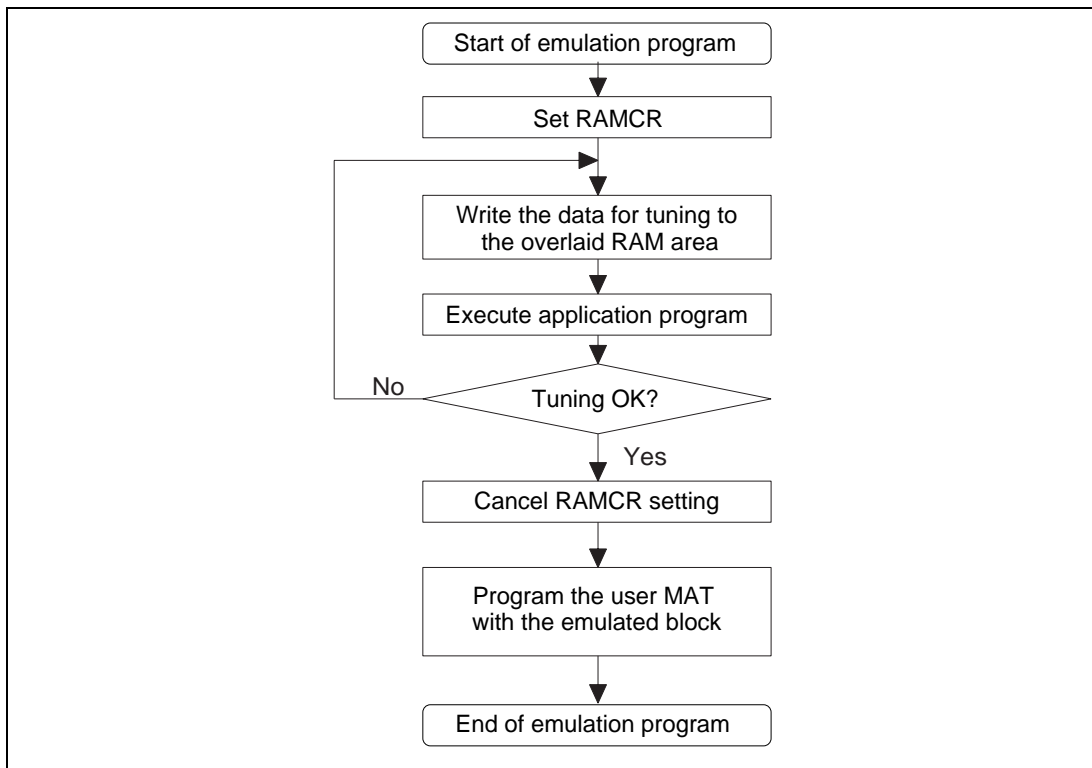 Start of emulation program
Set RAMCR
Write the data for tuning to
the overlaid RAM area
Execute application program
No
Tuning OK?
Yes
Cancel RAMCR setting
Program the user MAT
with the emulated block
End of emulation program